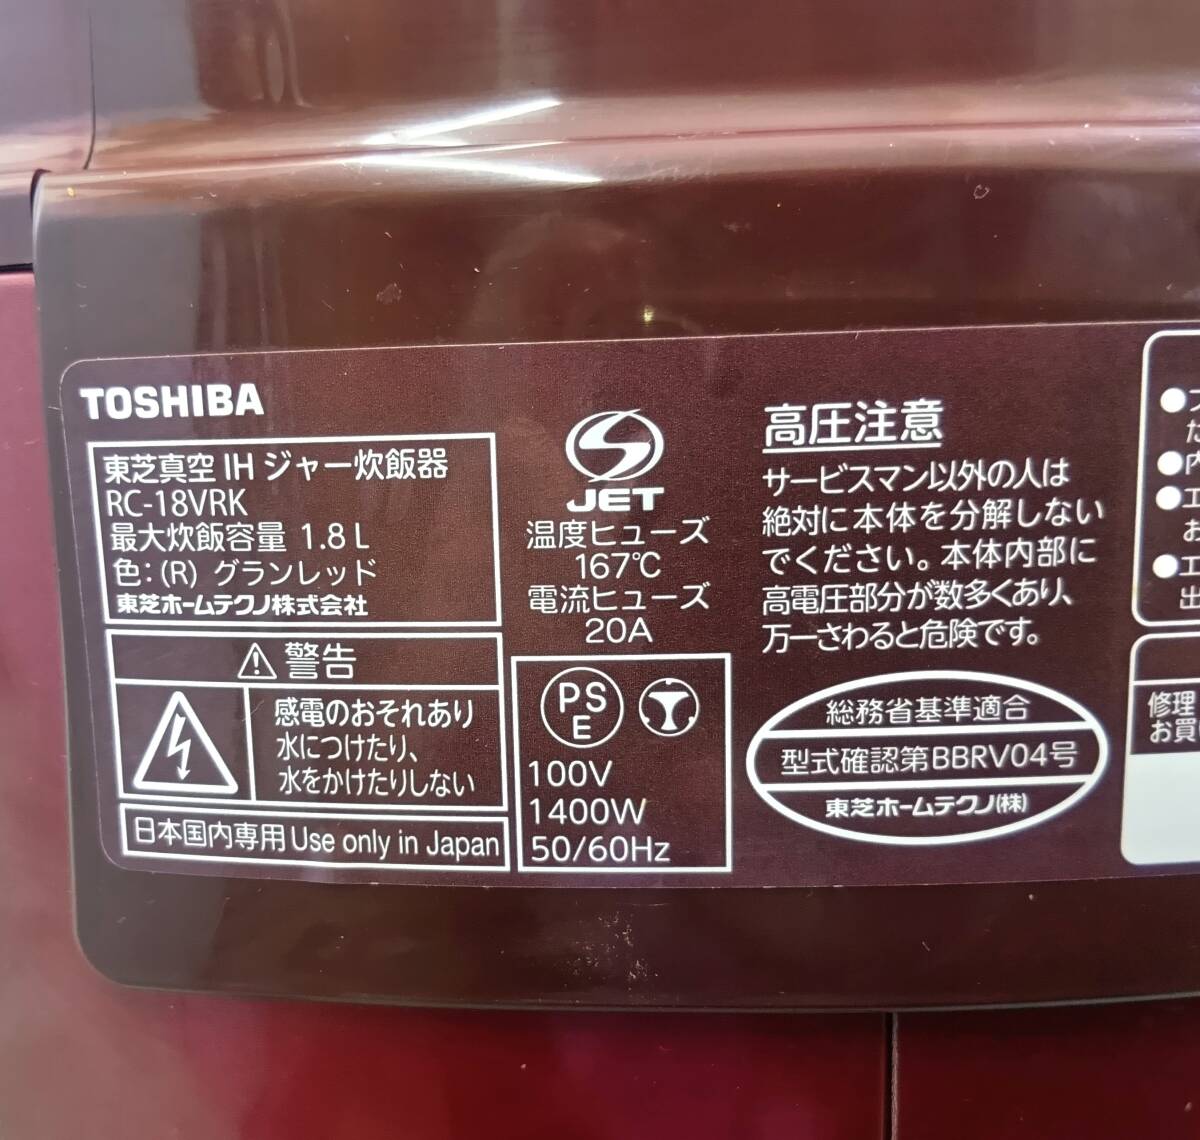 TOSHIBA
東芝真空IHジャー炊飯器
RC-18VRK
最大炊飯容量 1.8L
色:(R) グランレッド
東芝ホームテクノ株式会社
⚠警告
感電のおそれあり
水につけたり、
水をかけたりしない
日本国内専用 Use only in Japan
S
JET
温度ヒューズ
167℃
電流ヒューズ
20A
PS
E
100V
1400W
50/60Hz
高圧注意
サービスマン以外の人は
絶対に本体を分解しない
でください。本体内部に
高電圧部分が数多くあり、
万一さわると危険です。
総務省基準適合
型式確認第BBRV04号
東芝ホームテクノ(株)
●
た
●内
●エ
お
●エ
出
修理
お買